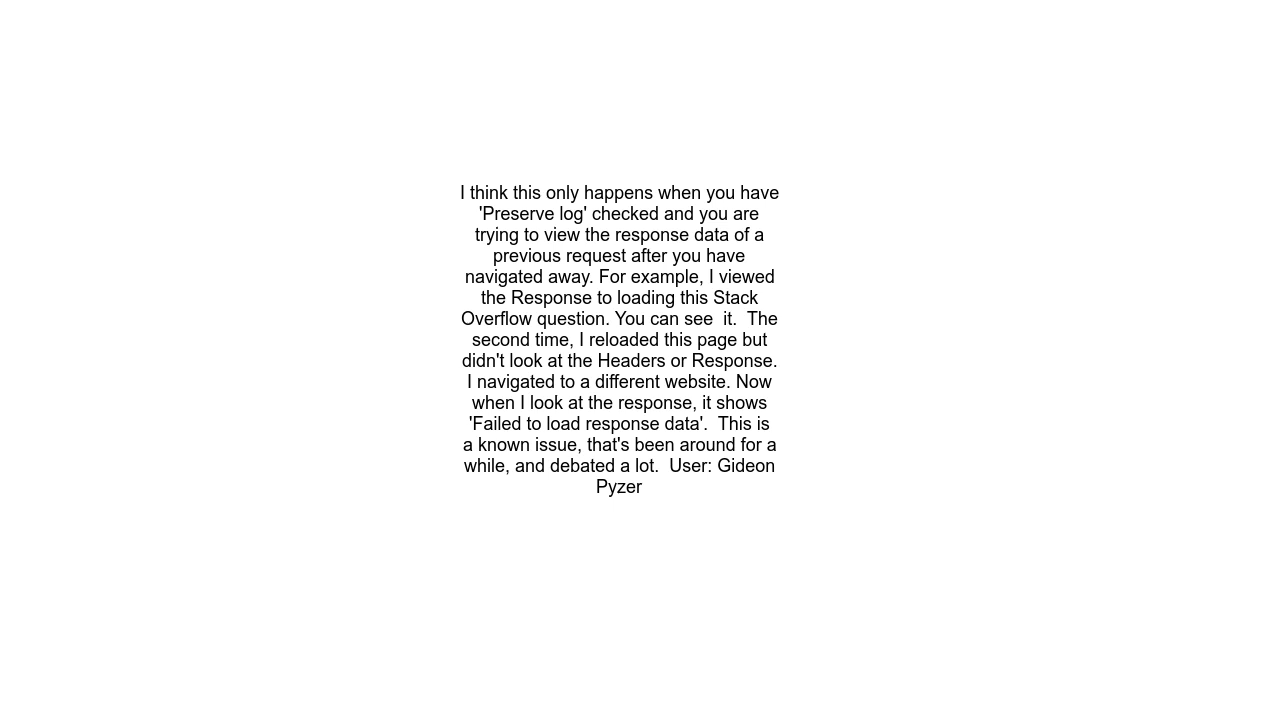 I think this only happens when you have
'Preserve log' checked and you are
trying to view the response data of a
previous request after you have
navigated away. For example, I viewed
the Response to loading this Stack
Overflow question. You can see  it.  The
second time, I reloaded this page but
didn't look at the Headers or Response.
I navigated to a different website. Now
when I look at the response, it shows
'Failed to load response data'.  This is
a known issue, that's been around for a
while, and debated a lot.  User: Gideon
Pyzer